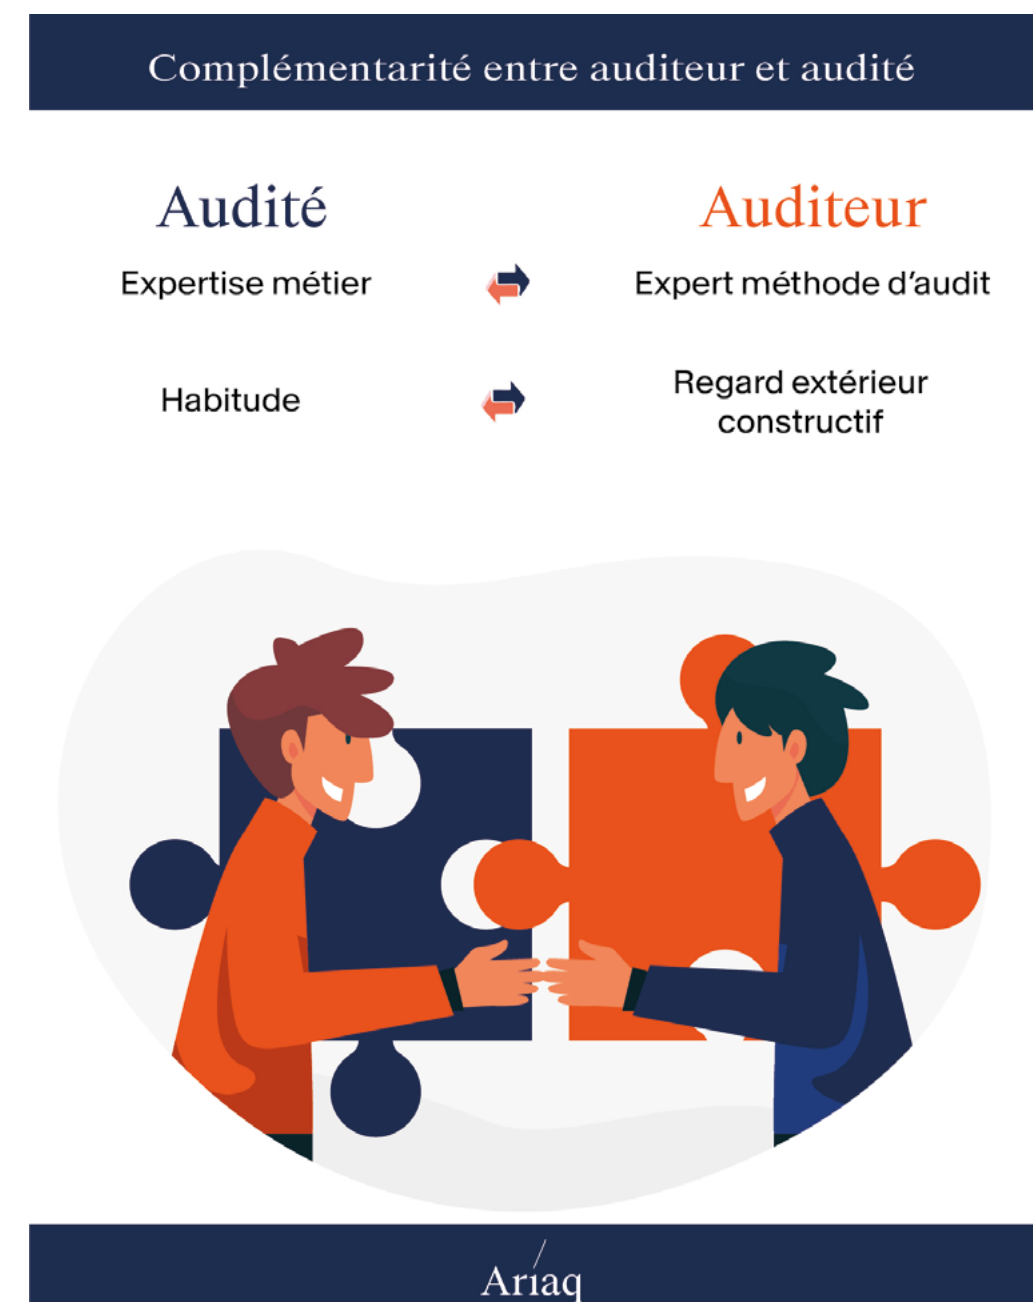 Complémentarité entre auditeur et audité
Audité
Auditeur
Expertise métier
Expert méthode d'audit
Habitude
Regard extérieur
constructif
Ariaq